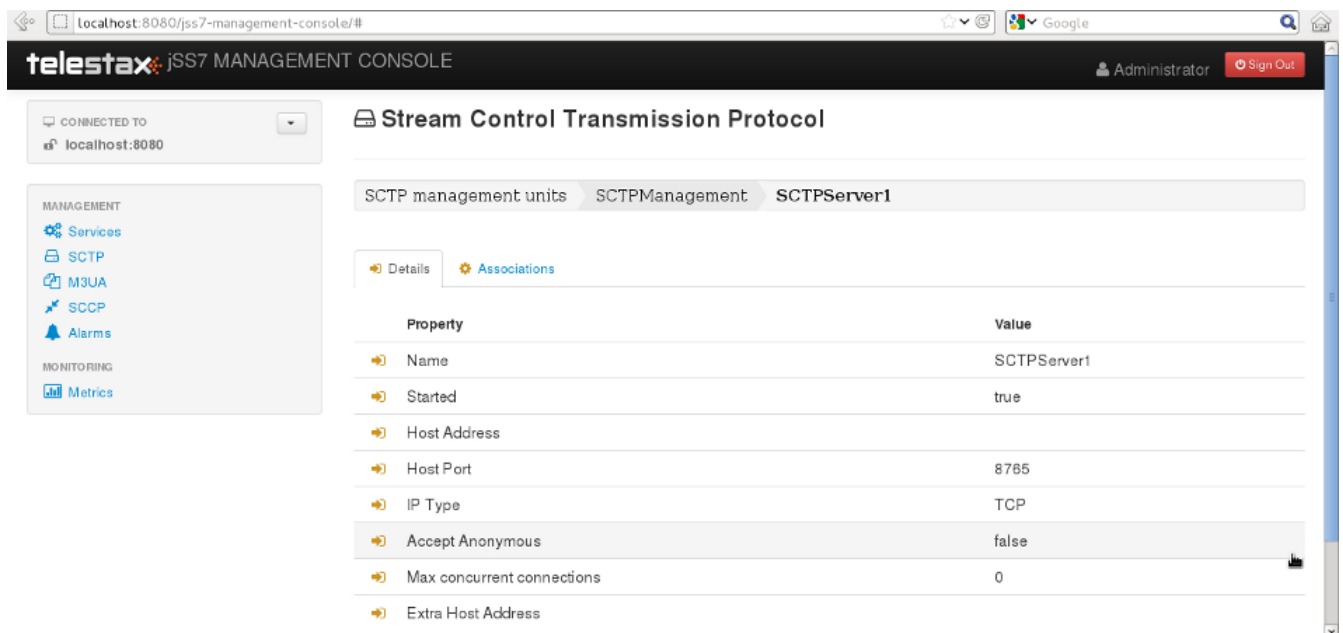 localhost:8080/jss7-management-console/#
Google
telestax jSS7 MANAGEMENT CONSOLE
Administrator
Sign Out
CONNECTED TO
localhost:8080
Stream Control Transmission Protocol
SCTP management units SCTPManagement SCTPServer1
MANAGEMENT
Services
SCTP
M3UA
SCCP
Alarms
MONITORING
Metrics
Details Associations
Property Value
Name SCTPServer1
Started true
Host Address
Host Port 8765
IP Type TCP
Accept Anonymous false
Max concurrent connections 0
Extra Host Address